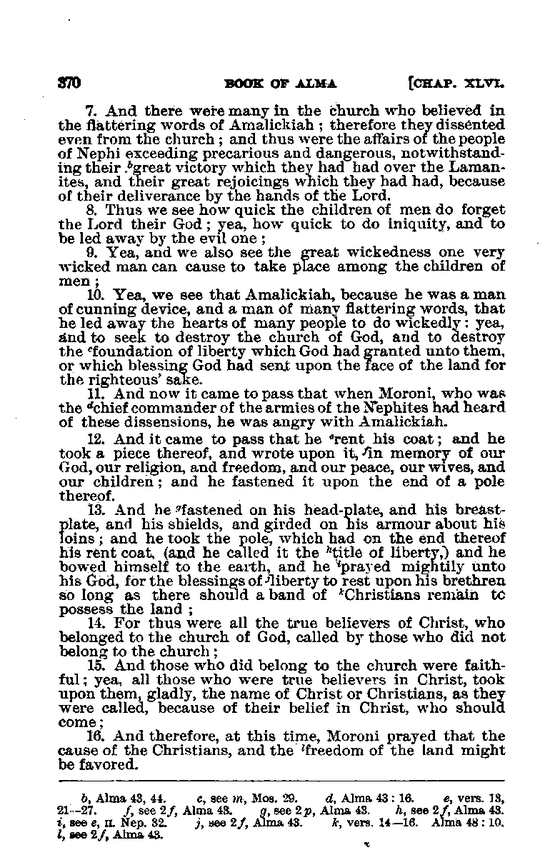 370 BOOK OF ALMA [CHAP. XLVI.
7. And there were many in the church who believed in
the flattering words of Amalickiah ; therefore they dissented
even from the church ; and thus were the affairs of the people
of Nephi exceeding precarious and dangerous, notwithstand-
ing their bgreat victory which they had had over the Laman-
ites, and their great rejoicings which they had had, because
of their deliverance by the hands of the Lord.
8. Thus we see how quick the children of men do forget
the Lord their God ; yea, how quick to do iniquity, and to
be led away by the evil one ;
9. Yea, and we also see the great wickedness one very
wicked man can cause to take place among the children of
men ;
10. Yea, we see that Amalickiah, because he was a man
of cunning device, and a man of many flattering words, that
he led away the hearts of many people to do wickedly : yea,
and to seek to destroy the church of God, and to destroy
the cfoundation of liberty which God had granted unto them,
or which blessing God had sent upon the face of the land for
the righteous' sake.
11. And now it came to pass that when Moroni, who was
the dchief commander of the armies of the Nephites had heard
of these dissensions, he was angry with Amalickiah.
12. And it came to pass that he erent his coat ; and he
took a piece thereof, and wrote upon it, fin memory of our
God, our religion, and freedom, and our peace, our wives, and
our children ; and he fastened it upon the end of a pole
thereof.
13. And he gfastened on his head-plate, and his breast-
plate, and his shields, and girded on his armour about his
loins ; and he took the pole, which had on the end thereof
his rent coat, (and he called it the htitle of liberty,) and he
bowed himself to the earth, and he iprayed mightily unto
his God, for the blessings of jliberty to rest upon his brethren
so long as there should a band of kChristians remain to
possess the land ;
14. For thus were all the true believers of Christ, who
belonged to the church of God, called by those who did not
belong to the church ;
15. And those who did belong to the church were faith-
ful ; yea, all those who were true believers in Christ, took
upon them, gladly, the name of Christ or Christians, as they
were called, because of their belief in Christ, who should
come ;
16. And therefore, at this time, Moroni prayed that the
cause of the Christians, and the lfreedom of the land might
be favored.
b, Alma 43, 44. c, see m, Mos. 29. d, Alma 43 : 16. e, vers. 13,
21--27. f, see 2f, Alma 43. g, see 2p, Alma 43. h, see 2f, Alma 43.
i, see e, II. Nep. 32. j, see 2f, Alma 43. k, vers. 14—16. Alma 48 : 10.
l, see 2f, Alma 43.